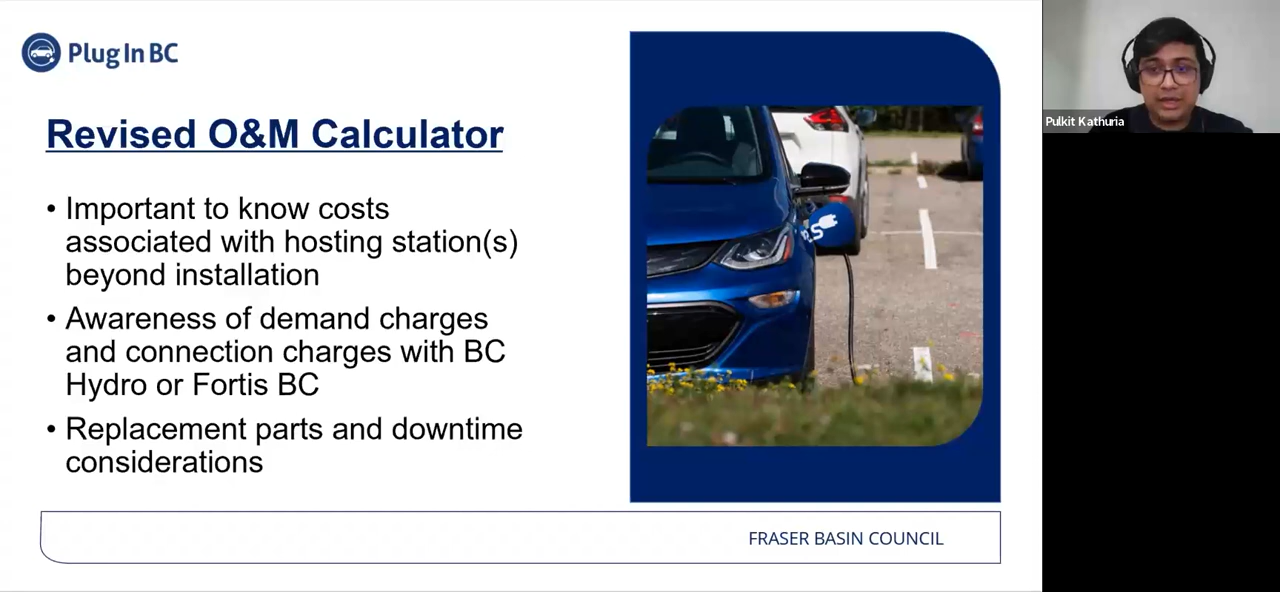 Plug In BC
Revised O&M Calculator
• Important to know costs
associated with hosting station(s)
beyond installation
• Awareness of demand charges
and connection charges with BC
Hydro or Fortis BC
• Replacement parts and downtime
considerations
FRASER BASIN COUNCIL
Pulkit Kathuria